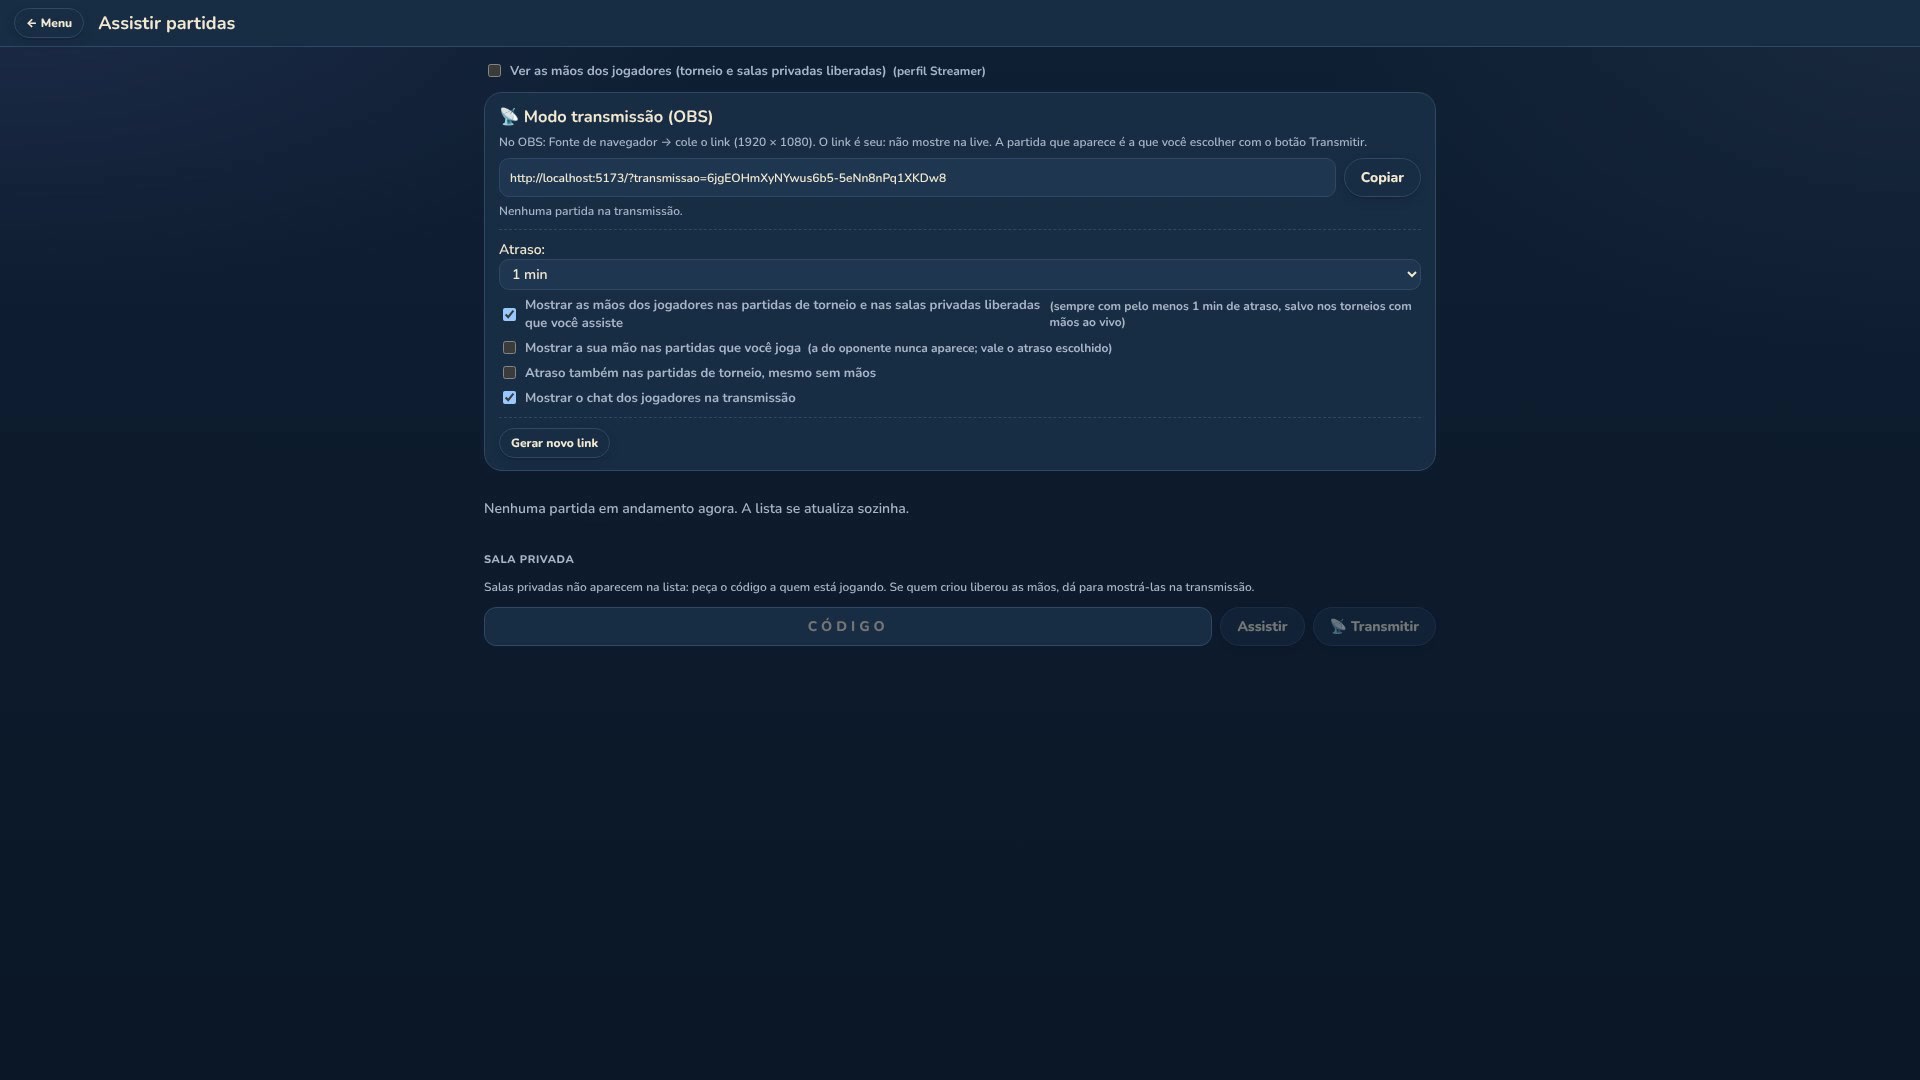 ← Menu
Assistir partidas
Ver as mãos dos jogadores (torneio e salas privadas liberadas) (perfil Streamer)
📡 Modo transmissão (OBS)
No OBS: Fonte de navegador → cole o link (1920 × 1080). O link é seu: não mostre na live. A partida que aparece é a que você escolher com o botão Transmitir.
http://localhost:5173/?transmissao=6jgEOHmXyNYwus6b5-5eNn8nPq1XKDw8
Copiar
Nenhuma partida na transmissão.
Atraso:
1 min
Mostrar as mãos dos jogadores nas partidas de torneio e nas salas privadas liberadas
que você assiste
(sempre com pelo menos 1 min de atraso, salvo nos torneios com
mãos ao vivo)
Mostrar a sua mão nas partidas que você joga (a do oponente nunca aparece; vale o atraso escolhido)
Atraso também nas partidas de torneio, mesmo sem mãos
Mostrar o chat dos jogadores na transmissão
Gerar novo link
Nenhuma partida em andamento agora. A lista se atualiza sozinha.
SALA PRIVADA
Salas privadas não aparecem na lista: peça o código a quem está jogando. Se quem criou liberou as mãos, dá para mostrá-las na transmissão.
CÓDIGO
Assistir
📡 Transmitir